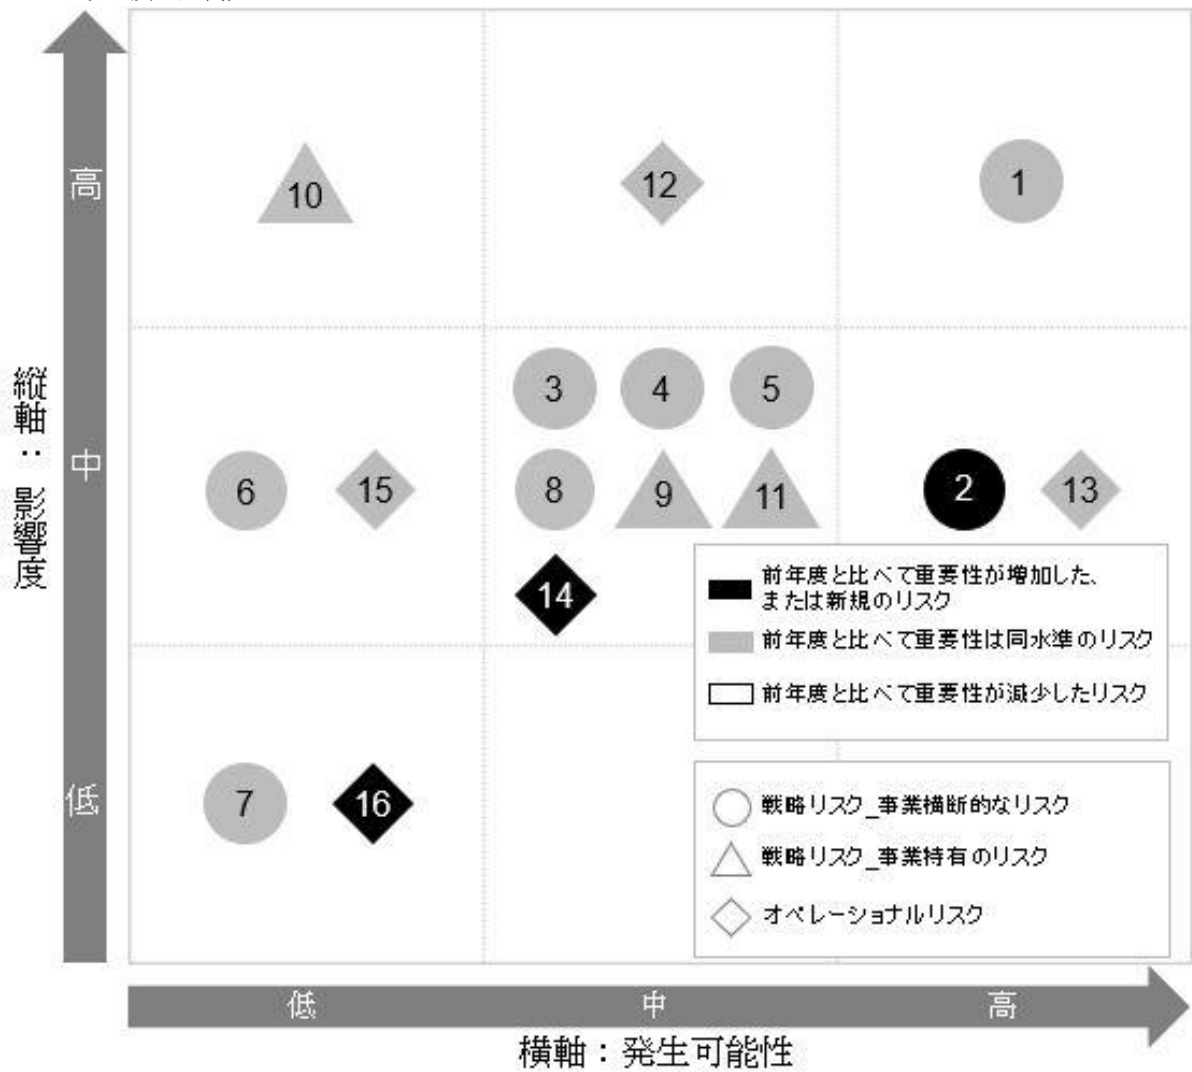 高
10
12
1
縦軸：影響度
中
3
4
5
6
15
8
9
11
2
13
14
前年度と比べて重要性が増加した、
または新規のリスク
前年度と比べて重要性は同水準のリスク
前年度と比べて重要性が減少したリスク
低
7
16
戦略リスク_事業横断的なリスク
戦略リスク_事業特有のリスク
オペレーショナルリスク
低
中
高
横軸：発生可能性